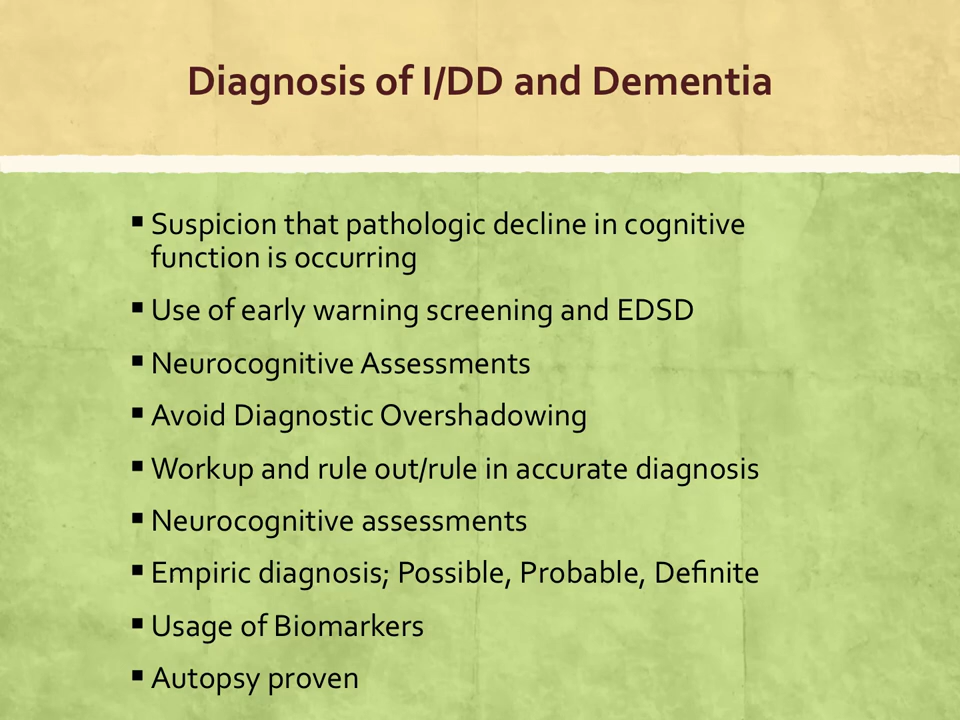 Diagnosis of I/DD and Dementia
▪ Suspicion that pathologic decline in cognitive
function is occurring
▪ Use of early warning screening and EDSD
▪ Neurocognitive Assessments
▪ Avoid Diagnostic Overshadowing
▪ Workup and rule out/rule in accurate diagnosis
▪ Neurocognitive assessments
▪ Empiric diagnosis; Possible, Probable, Definite
▪ Usage of Biomarkers
▪ Autopsy proven